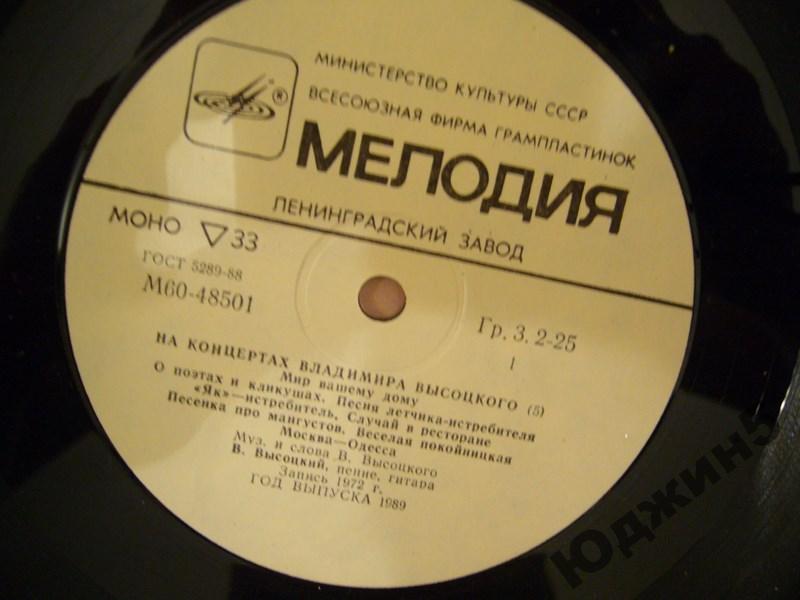 МИНИСТЕРСТВО КУЛЬТУРЫ СССР
ВСЕСОЮЗНАЯ ФИРМА ГРАМПЛАСТИНОК
®
МЕЛОДИЯ
ЛЕНИНГРАДСКИЙ ЗАВОД
МОНО ▽33
ГОСТ 5289-88
М60-48501
Гр. 3. 2-25
1
НА КОНЦЕРТАХ ВЛАДИМИРА ВЫСОЦКОГО (5)
Мир вашему дому
О поэтах и кликушах. Песня летчика-истребителя
«Як»—истребитель. Случай в ресторане
Песенка про мангустов. Веселая покойницкая
Москва—Одесса
Муз. и слова В. Высоцкого
В. Высоцкий, пение, гитара
Запись 1972 г.
ГОД ВЫПУСКА 1989
Юджин5